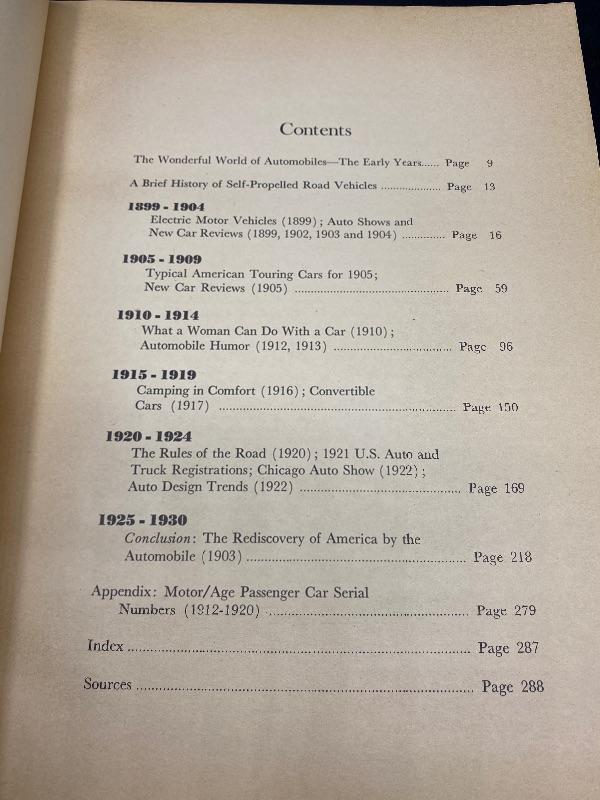 Contents
The Wonderful World of Automobiles—The Early Years...... Page 9
A Brief History of Self-Propelled Road Vehicles ................... Page 13
1899 - 1904
Electric Motor Vehicles (1899) ; Auto Shows and
New Car Reviews (1899, 1902, 1903 and 1904) .............. Page 16
1905 - 1909
Typical American Touring Cars for 1905;
New Car Reviews (1905) ................................................ Page 59
1910 - 1914
What a Woman Can Do With a Car (1910) ;
Automobile Humor (1912, 1913) .................................... Page 96
1915 - 1919
Camping in Comfort (1916) ; Convertible
Cars (1917) ..................................................................... Page 150
1920 - 1924
The Rules of the Road (1920) ; 1921 U.S. Auto and
Truck Registrations; Chicago Auto Show (1922) ;
Auto Design Trends (1922) .............................................. Page 169
1925 - 1930
Conclusion: The Rediscovery of America by the
Automobile (1903) ............................................................ Page 218
Appendix: Motor/Age Passenger Car Serial
Numbers (1912-1920) ....................................................... Page 279
Index ................................................................................... Page 287
Sources ................................................................................ Page 288